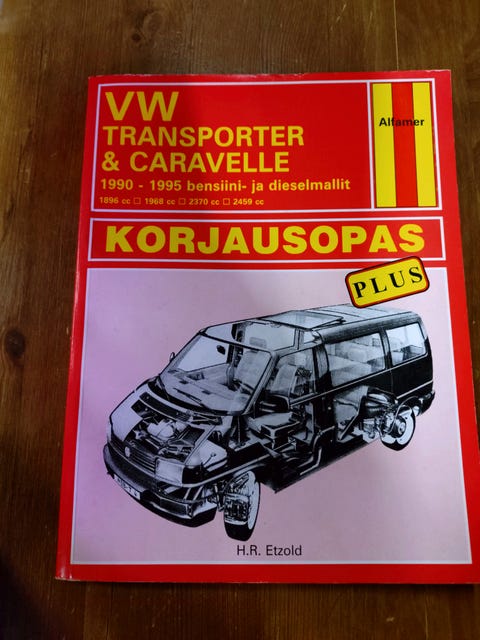 VW
TRANSPORTER
& CARAVELLE
1990 - 1995 bensiini- ja dieselmallit
1896 cc □ 1968 cc □ 2370 cc □ 2459 cc
Alfamer
KORJAUSOPAS
PLUS
H.R. Etzold